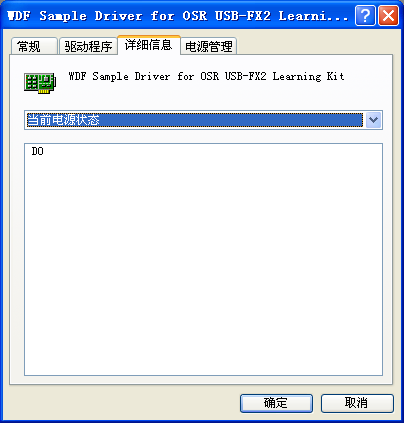 WDF Sample Driver for OSR USB-FX2 Learni...
常规 驱动程序 详细信息 电源管理
WDF Sample Driver for OSR USB-FX2 Learning Kit
当前电源状态
D0
确定 取消